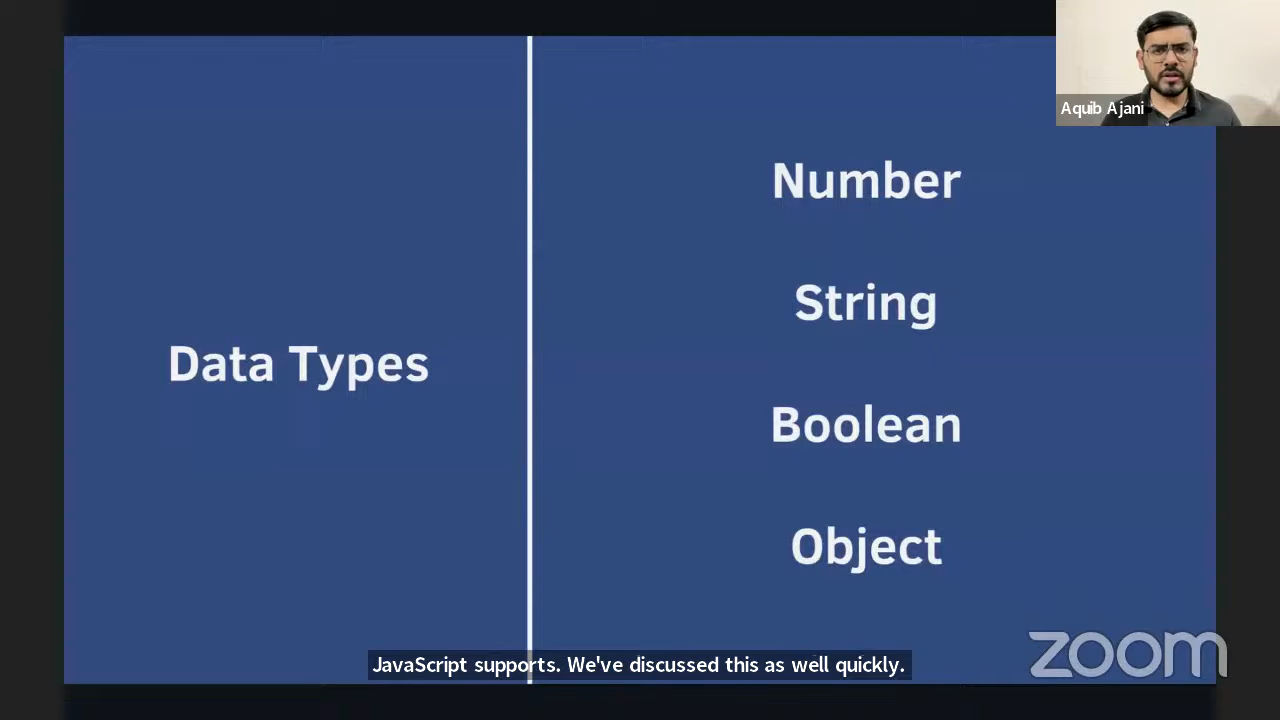 Aquib Ajani
Number
String
Data Types
Boolean
Object
zoom
JavaScript supports. We've discussed this as well quickly.